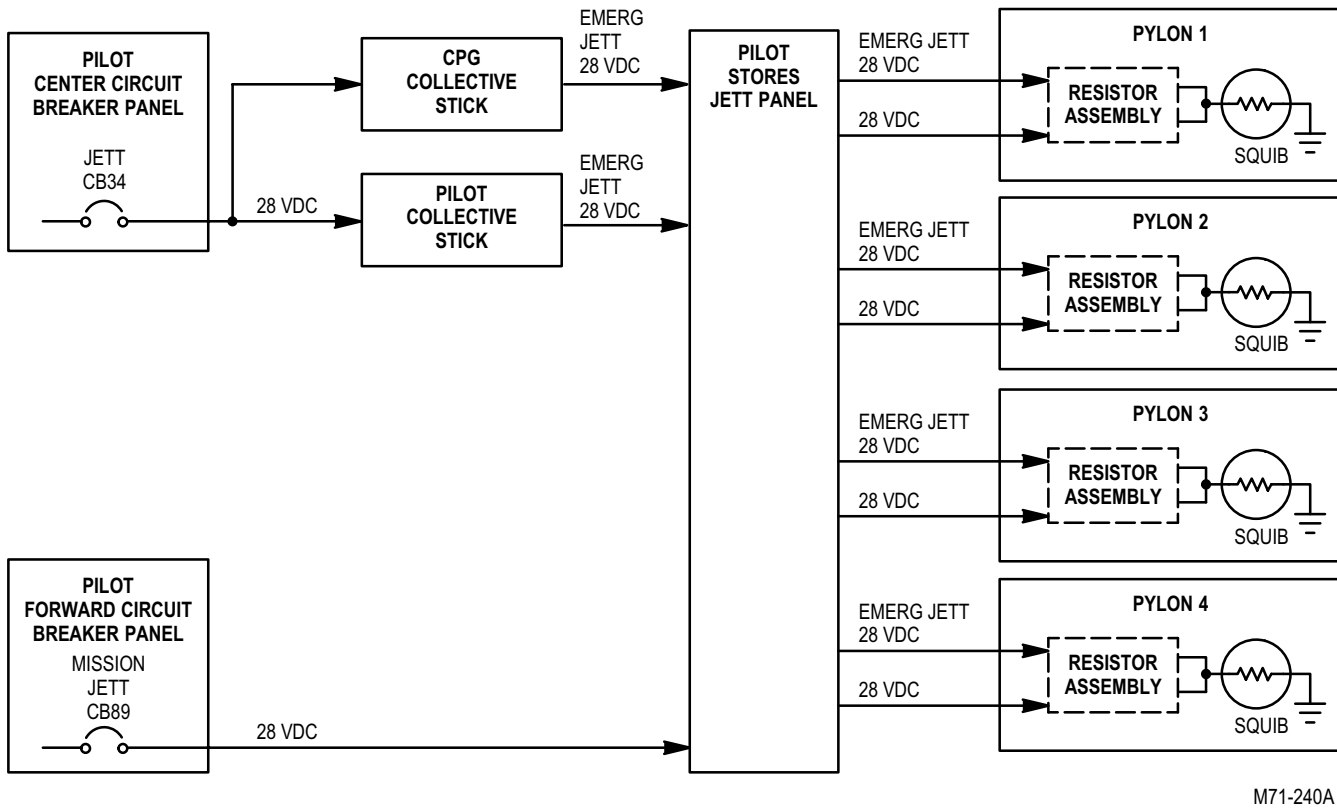 PILOT
CENTER CIRCUIT
BREAKER PANEL
JETT
CB34
28 VDC
CPG
COLLECTIVE
STICK
EMERG
JETT
28 VDC
PILOT
COLLECTIVE
STICK
EMERG
JETT
28 VDC
PILOT
FORWARD CIRCUIT
BREAKER PANEL
MISSION
JETT
CB89
28 VDC
PILOT
STORES
JETT PANEL
EMERG JETT
28 VDC
28 VDC
PYLON 1
RESISTOR
ASSEMBLY
SQUIB
EMERG JETT
28 VDC
28 VDC
PYLON 2
RESISTOR
ASSEMBLY
SQUIB
EMERG JETT
28 VDC
28 VDC
PYLON 3
RESISTOR
ASSEMBLY
SQUIB
EMERG JETT
28 VDC
28 VDC
PYLON 4
RESISTOR
ASSEMBLY
SQUIB
M71-240A